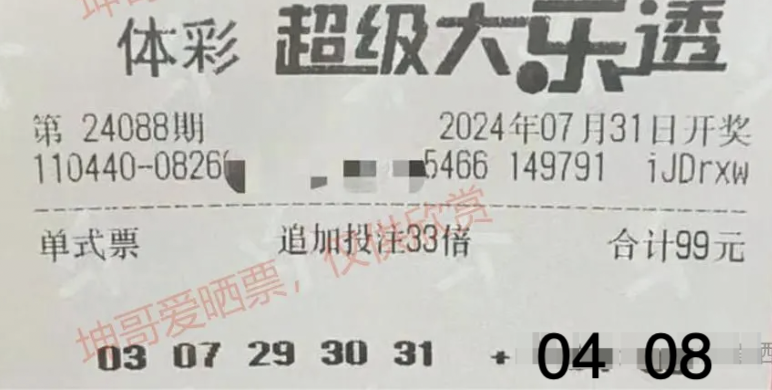 体彩 超级大乐透
第 24088期 2024年07月31日开奖
110440-0826 5466 149791 iJDrxw
单式票 追加投注33倍 合计99元
坤哥爱晒票，仅供欣赏
03 07 29 30 31 + 04 08